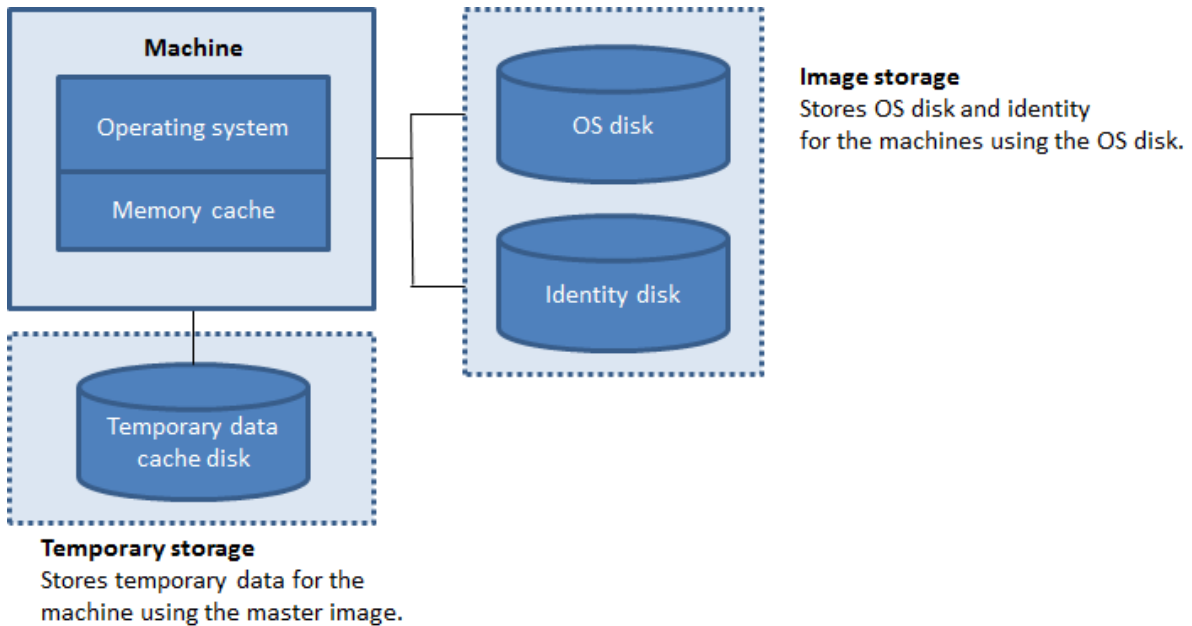 Machine
Operating system
Memory cache
OS disk
Identity disk
Image storage
Stores OS disk and identity
for the machines using the OS disk.
Temporary data
cache disk
Temporary storage
Stores temporary data for the
machine using the master image.